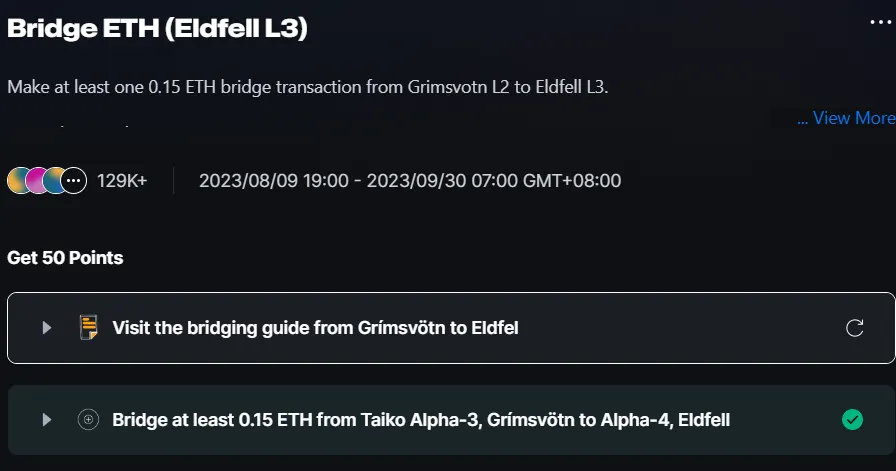 Bridge ETH (Eldfell L3)
Make at least one 0.15 ETH bridge transaction from Grimsvotn L2 to Eldfell L3.
... View More
129K+
2023/08/09 19:00 - 2023/09/30 07:00 GMT+08:00
Get 50 Points
Visit the bridging guide from Grímsvötn to Eldfel
Bridge at least 0.15 ETH from Taiko Alpha-3, Grímsvötn to Alpha-4, Eldfell